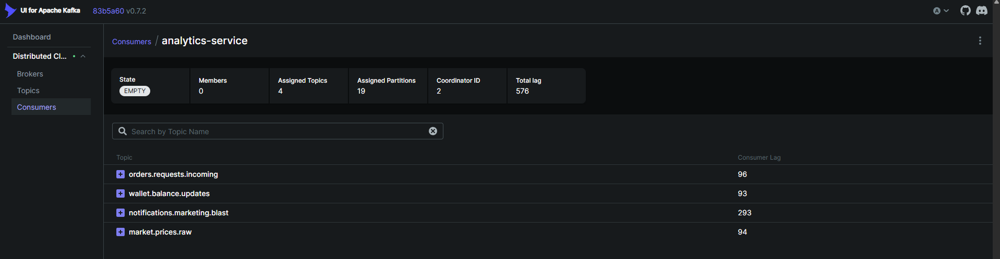 UI for Apache Kafka 83b5a60 v0.7.2
A
Dashboard
Distributed Cl...
Brokers
Topics
Consumers
Consumers / analytics-service
State
EMPTY
Members
0
Assigned Topics
4
Assigned Partitions
19
Coordinator ID
2
Total lag
576
Search by Topic Name
Topic Consumer Lag
orders.requests.incoming 96
wallet.balance.updates 93
notifications.marketing.blast 293
market.prices.raw 94